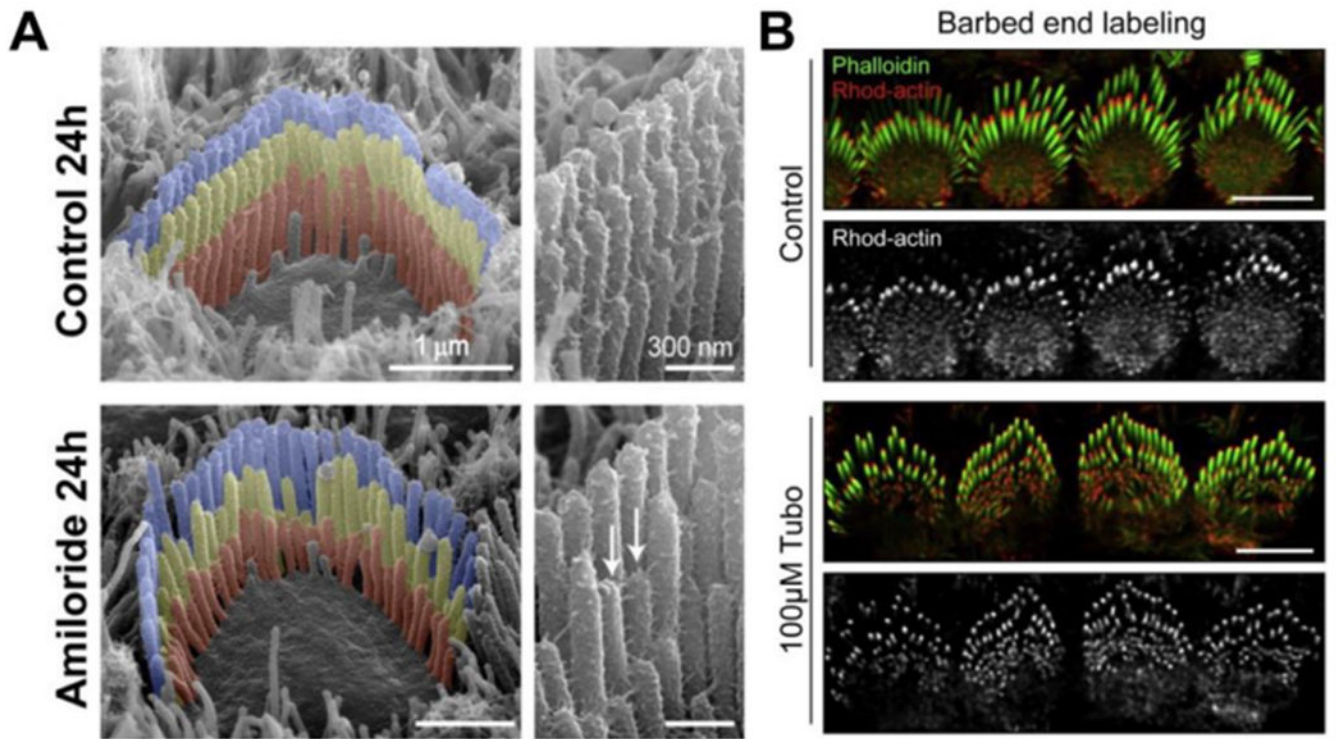 A
Control 24h
1 µm
300 nm
Amiloride 24h
B
Barbed end labeling
Control
Phalloidin
Rhod-actin
Rhod-actin
100µM Tubo